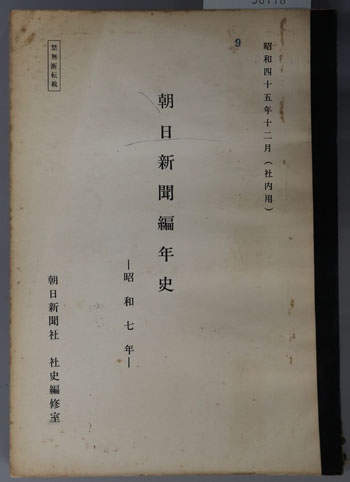 昭和四十五年十二月(社内用)
9
朝日新聞編年史
―昭和七年―
朝日新聞社 社史編修室
禁無断転載